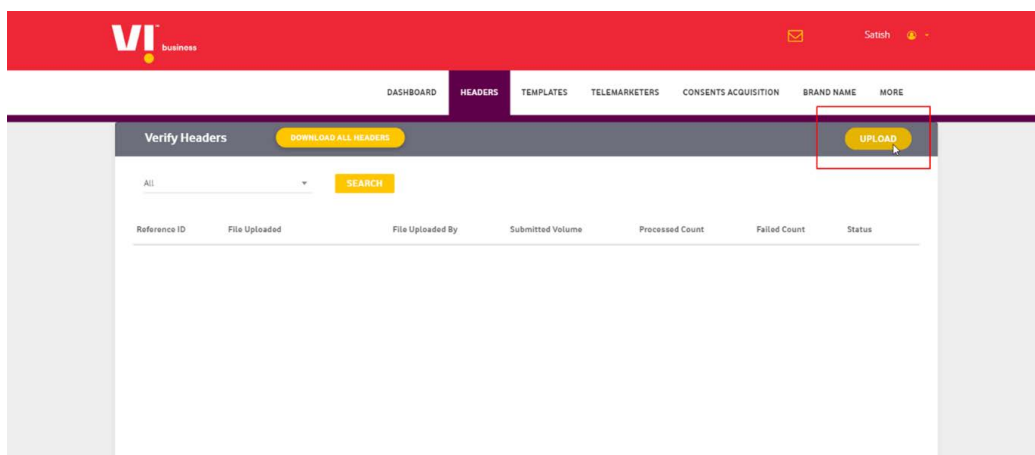 VI business
Satish
DASHBOARD HEADERS TEMPLATES TELEMARKETERS CONSENTS ACQUISITION BRAND NAME MORE
Verify Headers DOWNLOAD ALL HEADERS UPLOAD
All SEARCH
Reference ID File Uploaded File Uploaded By Submitted Volume Processed Count Failed Count Status